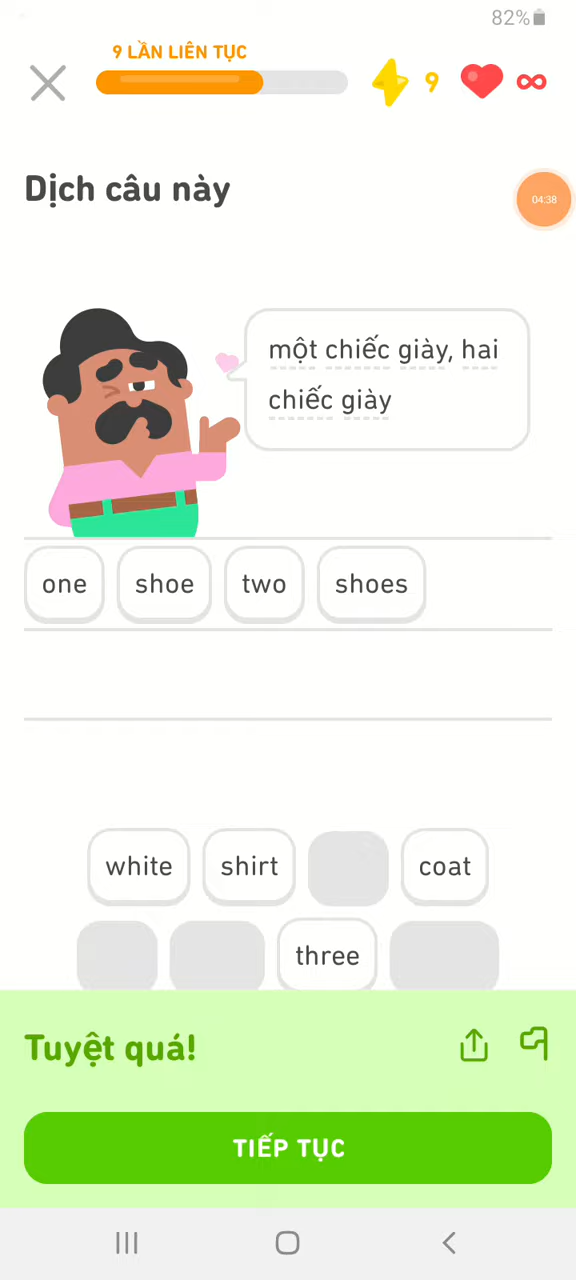 82%
9 LẦN LIÊN TỤC
9
Dịch câu này
04:38
một chiếc giày, hai
chiếc giày
one shoe two shoes
white shirt coat
three
Tuyệt quá!
TIẾP TỤC